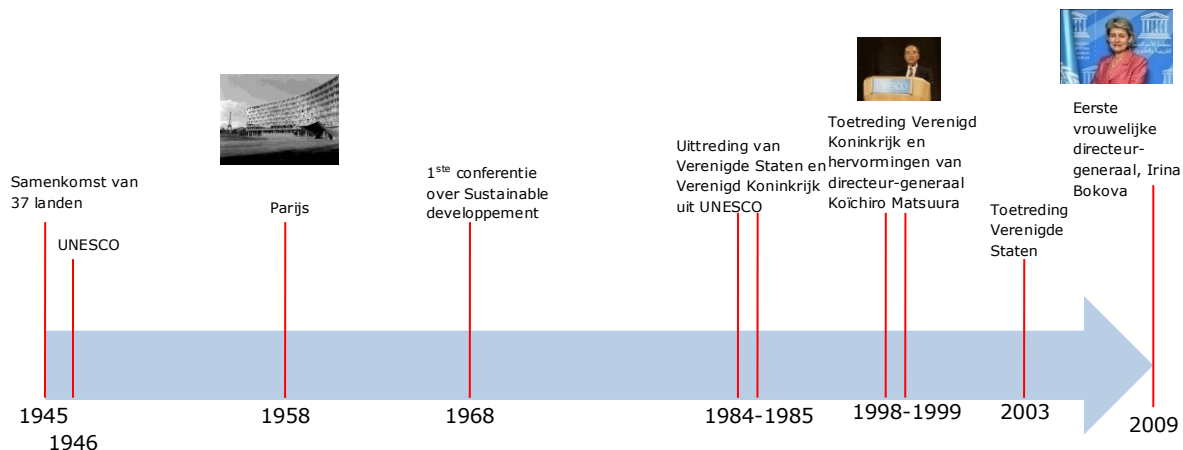 Samenkomst van
37 landen
UNESCO
Parijs
1ste conferentie
over Sustainable
developpement
Uittreding van
Verenigde Staten en
Verenigd Koninkrijk
uit UNESCO
UNESCO
Toetreding Verenigd
Koninkrijk en
hervormingen van
directeur-generaal
Koïchiro Matsuura
Toetreding
Verenigde
Staten
Eerste
vrouwelijke
directeur-
generaal, Irina
Bokova
1945
1946
1958
1968
1984-1985
1998-1999
2003
2009